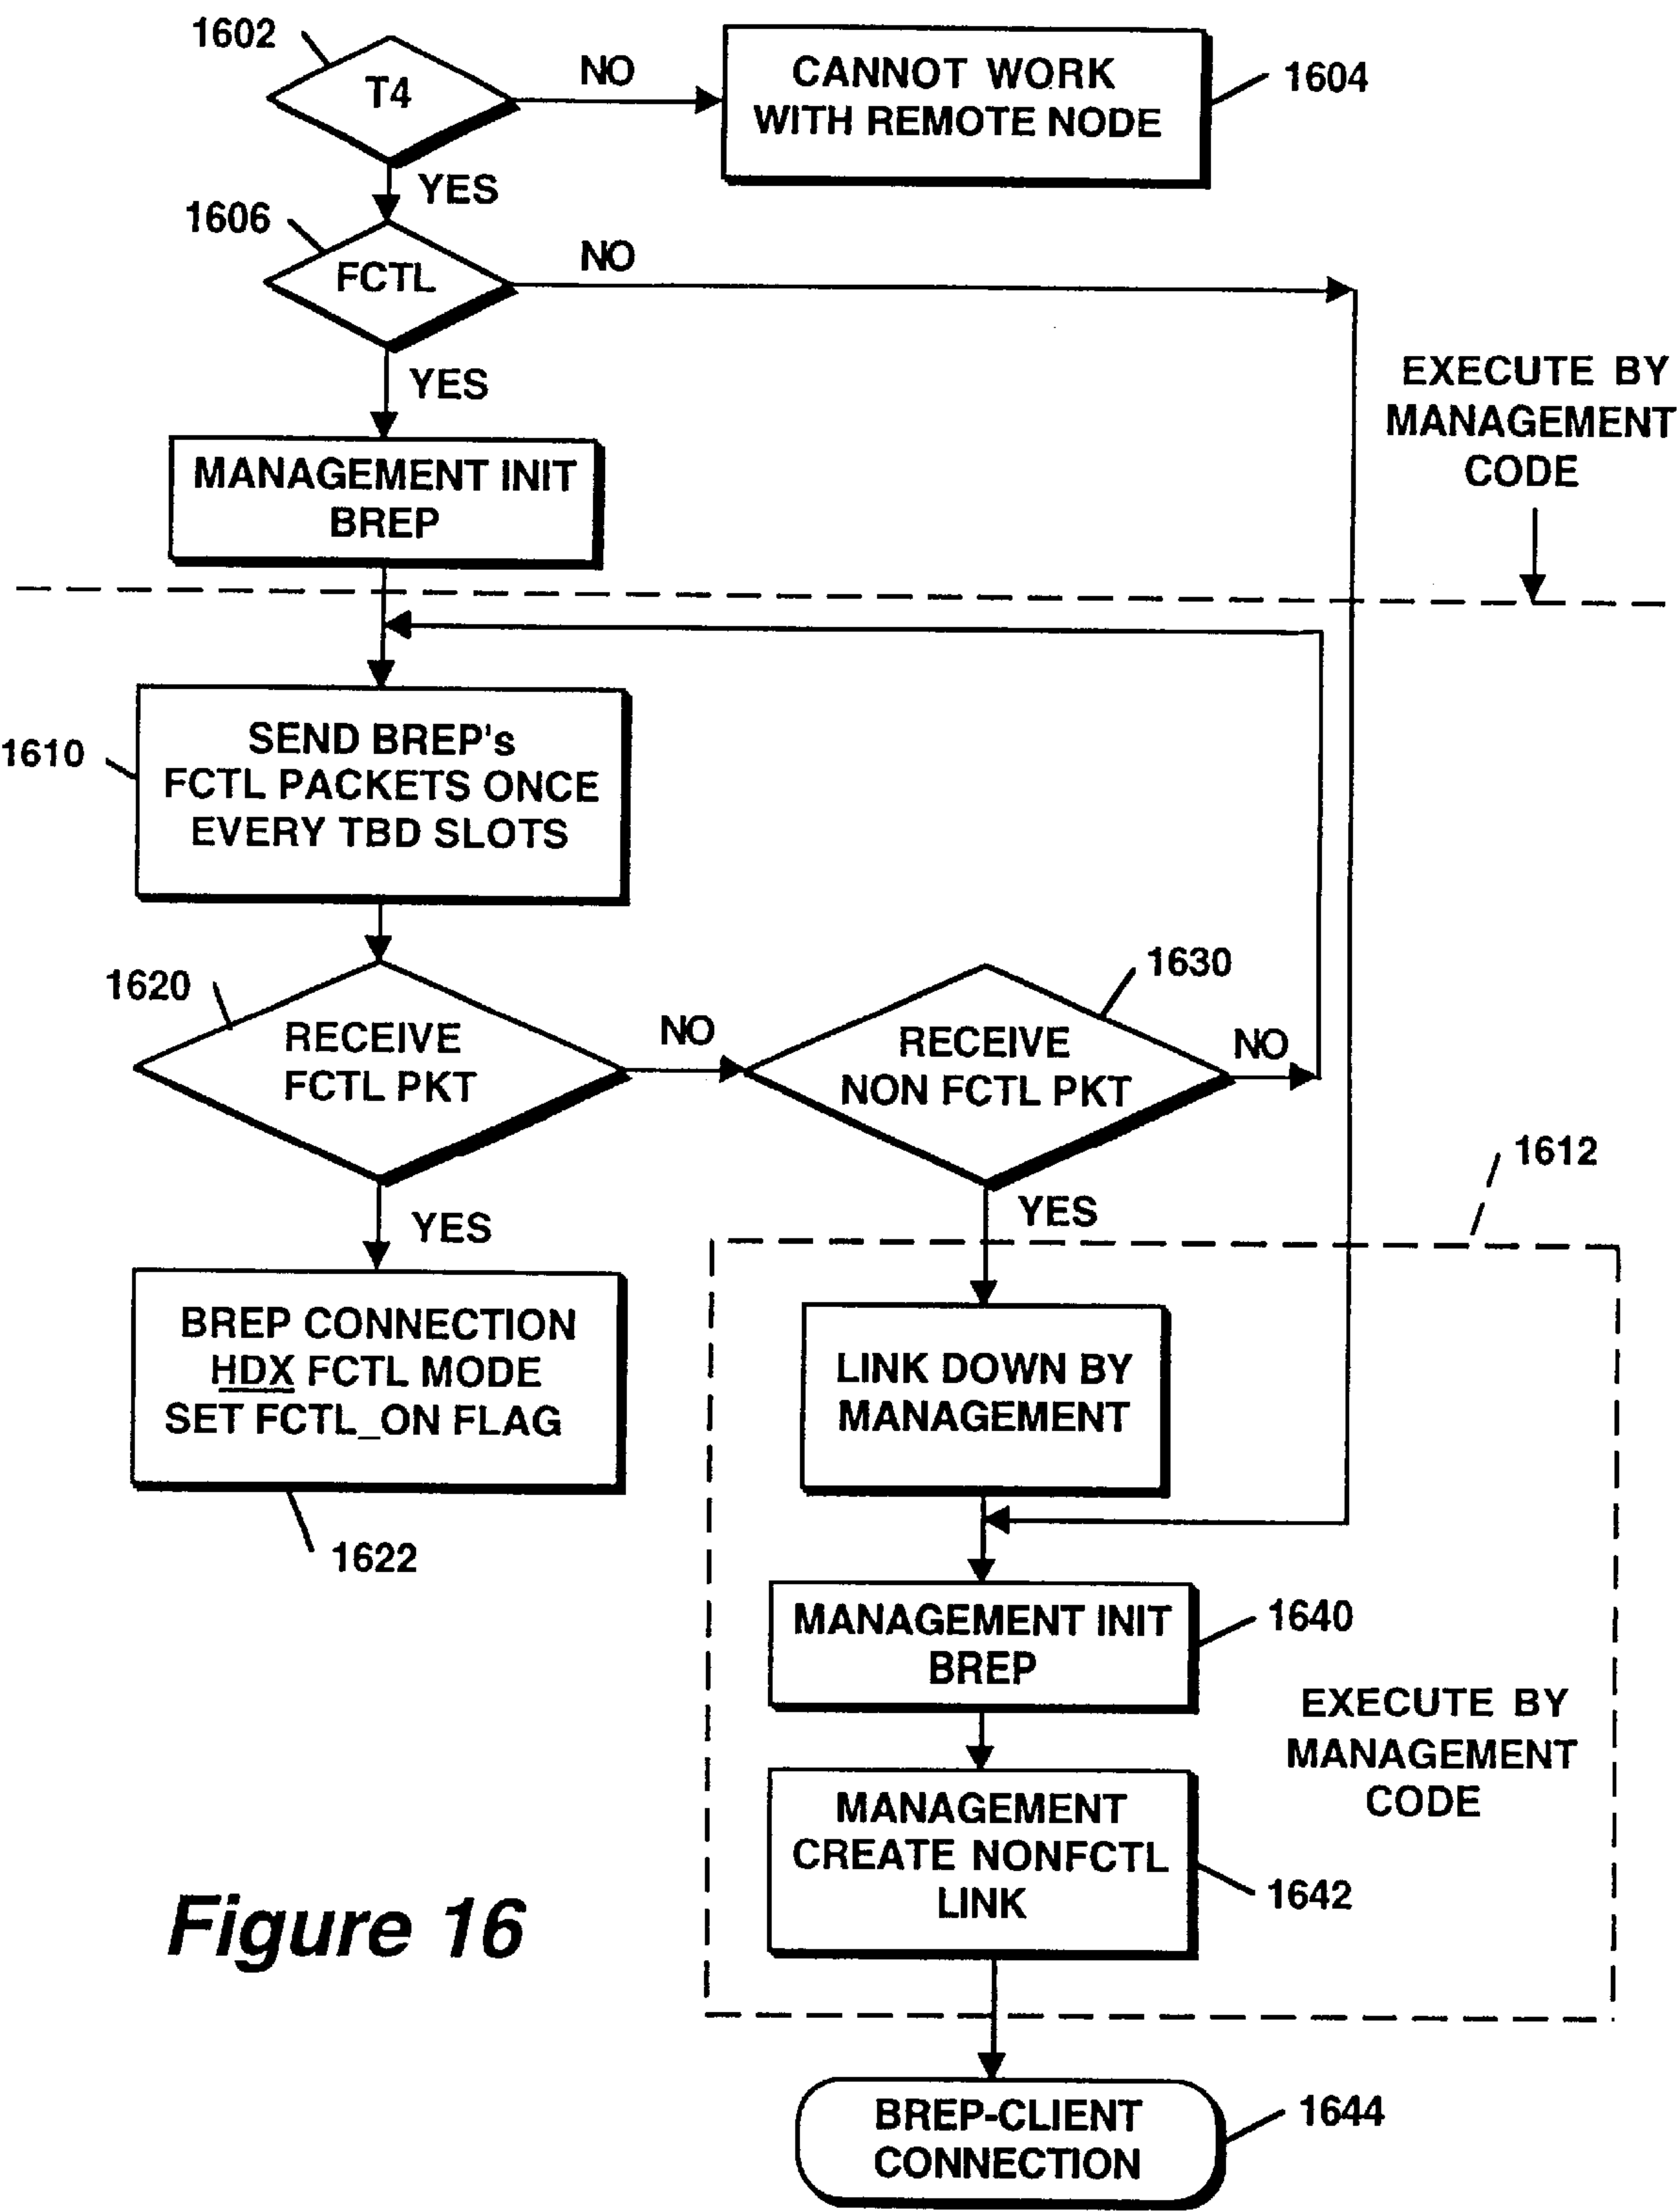 1602
T4
NO
CANNOT WORK
WITH REMOTE NODE
1604
YES
1606
FCTL
NO
YES
EXECUTE BY
MANAGEMENT
CODE
MANAGEMENT INIT
BREP
1610
SEND BREP's
FCTL PACKETS ONCE
EVERY TBD SLOTS
1620
RECEIVE
FCTL PKT
NO
1630
RECEIVE
NON FCTL PKT
NO
YES
YES
1612
BREP CONNECTION
HDX FCTL MODE
SET FCTL_ON FLAG
1622
LINK DOWN BY
MANAGEMENT
MANAGEMENT INIT
BREP
1640
EXECUTE BY
MANAGEMENT
CODE
MANAGEMENT
CREATE NONFCTL
LINK
1642
Figure 16
BREP-CLIENT
CONNECTION
1644